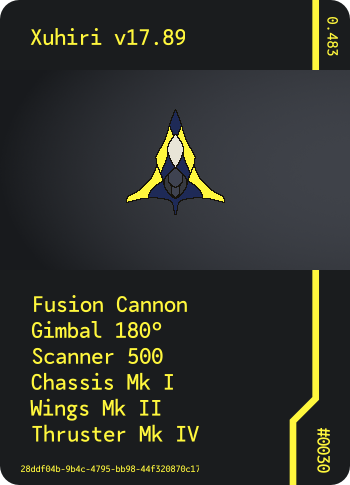 Xuhiri v17.89
0.483
Fusion Cannon
Gimbal 180°
Scanner 500
Chassis Mk I
Wings Mk II
Thruster Mk IV
#0030
28ddf04b-9b4c-4795-bb98-44f320870c17